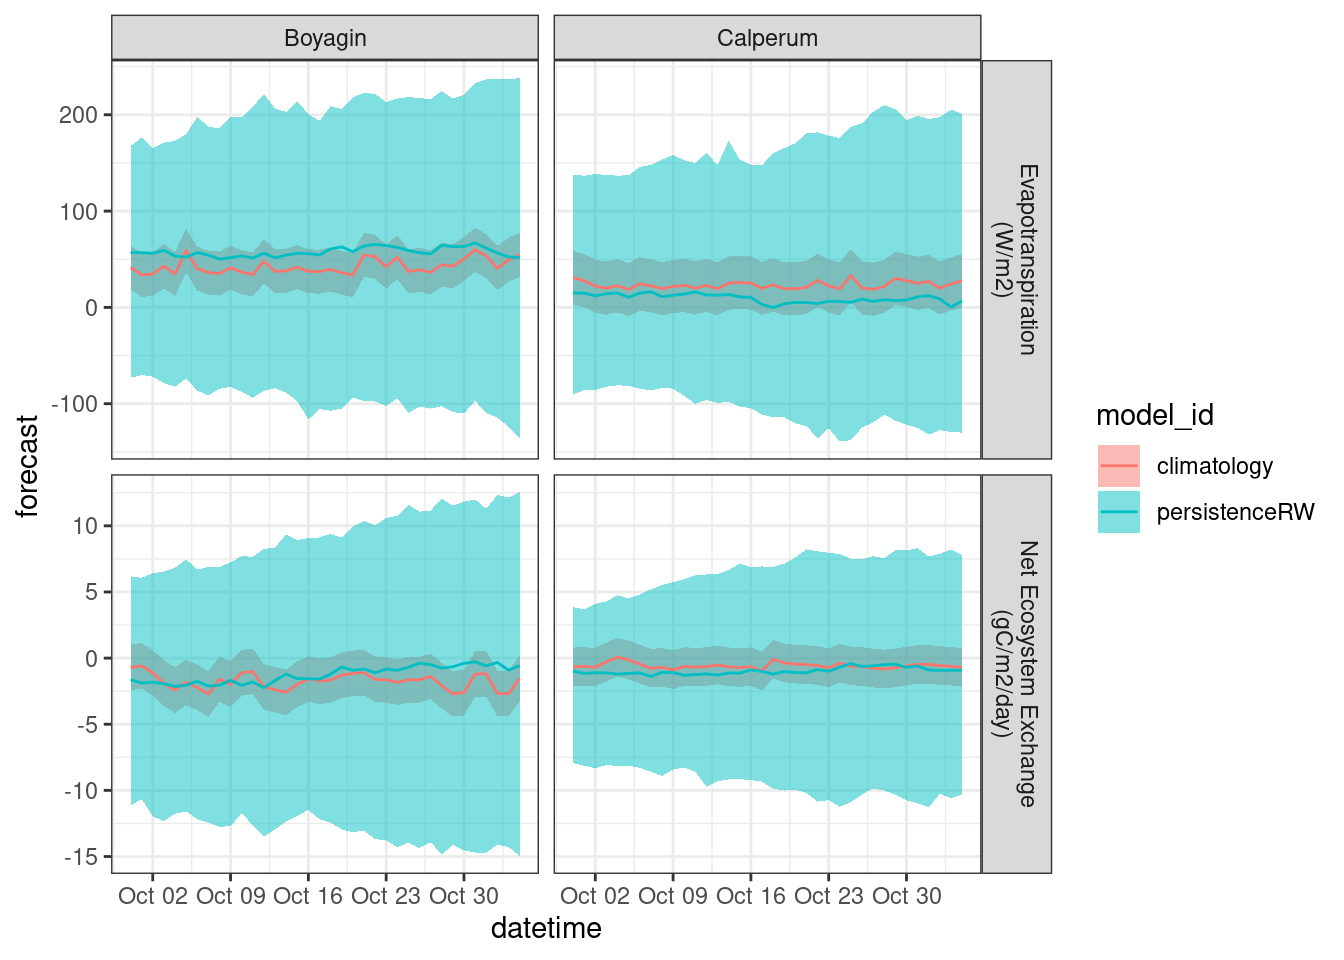 Boyagin
Calperum
200
100
0
-100
Evapotranspiration
(W/m2)
10
5
0
-5
-10
-15
Net Ecosystem Exchange
(gC/m2/day)
Oct 02 Oct 09 Oct 16 Oct 23 Oct 30
Oct 02 Oct 09 Oct 16 Oct 23 Oct 30
datetime
forecast
model_id
climatology
persistenceRW